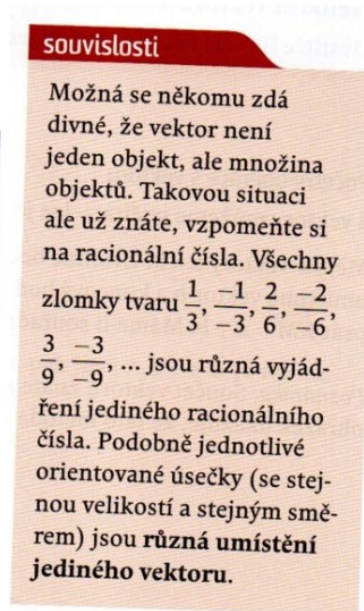 souvislosti
Možná se někomu zdá
divné, že vektor není
jeden objekt, ale množina
objektů. Takovou situaci
ale už znáte, vzpomeňte si
na racionální čísla. Všechny
zlomky tvaru 1/3, −1/−3, 2/6, −2/−6,
3/9, −3/−9, ... jsou různá vyjád-
ření jediného racionálního
čísla. Podobně jednotlivé
orientované úsečky (se stej-
nou velikostí a stejným smě-
rem) jsou různá umístění
jediného vektoru.